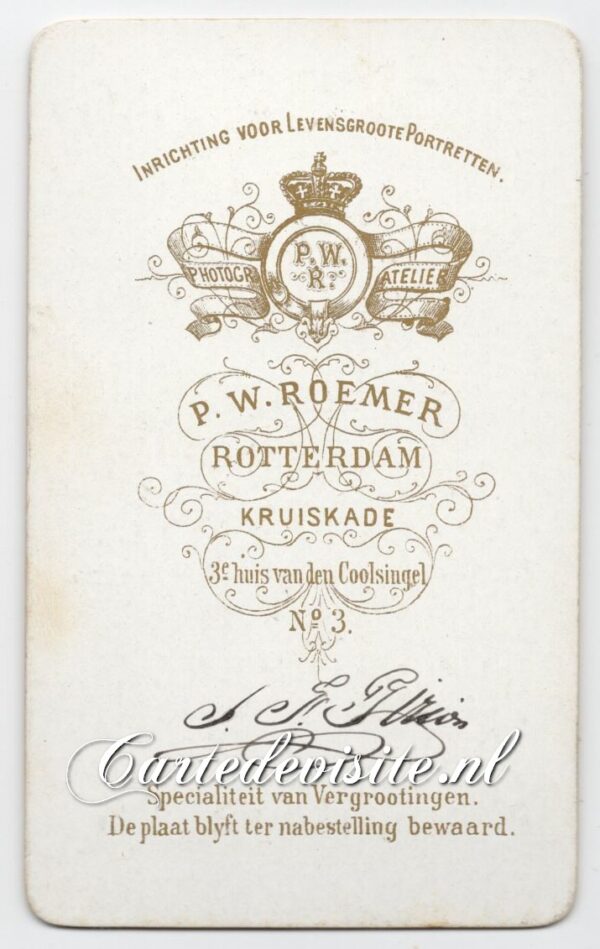 INRICHTING VOOR LEVENSGROOTE PORTRETTEN.
P. W.
R.
PHOTOGR ATELIER
P. W. ROEMER
ROTTERDAM
KRUISKADE
3e huis van den Coolsingel
No 3.
Cartedevisite.nl
Specialiteit van Vergrootingen.
De plaat blyft ter nabestelling bewaard.